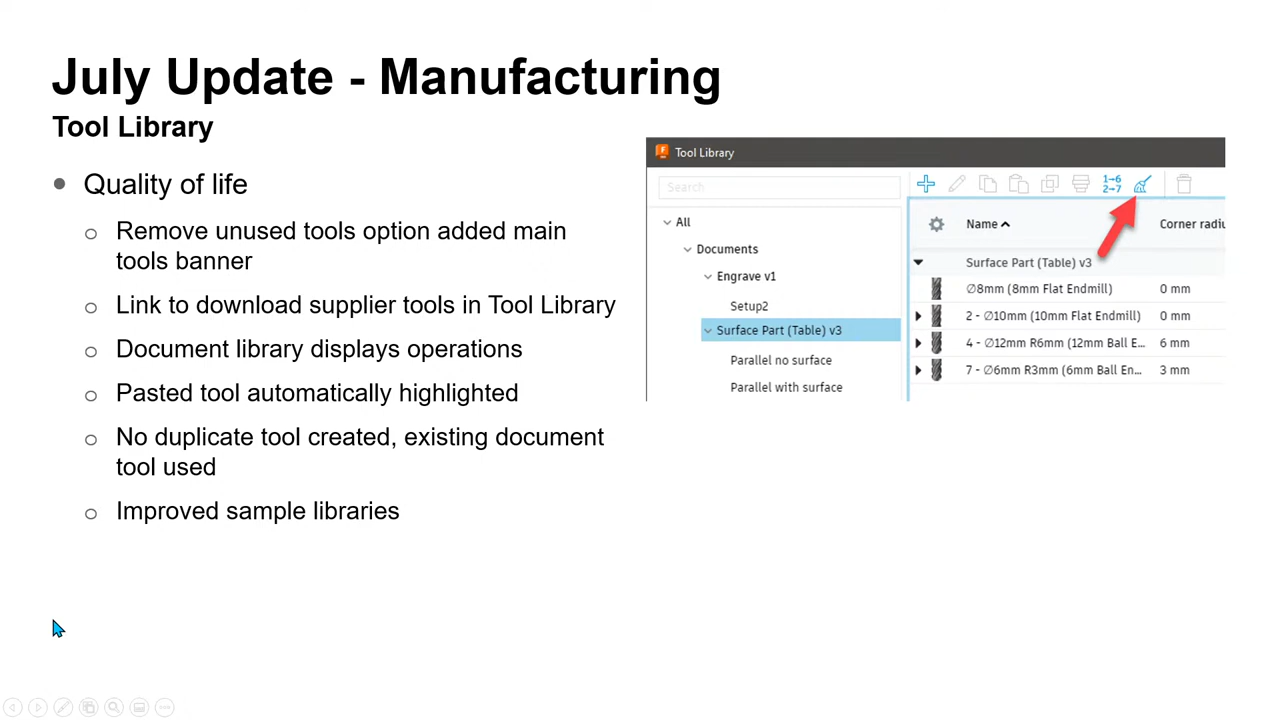 July Update - Manufacturing
Tool Library
Quality of life
Remove unused tools option added main
tools banner
Link to download supplier tools in Tool Library
Document library displays operations
Pasted tool automatically highlighted
No duplicate tool created, existing document
tool used
Improved sample libraries
Tool Library
Search
1→6
2→7
All
Documents
Engrave v1
Setup2
Surface Part (Table) v3
Parallel no surface
Parallel with surface
Name Corner radiu
Surface Part (Table) v3
∅8mm (8mm Flat Endmill) 0 mm
2 - ∅10mm (10mm Flat Endmill) 0 mm
4 - ∅12mm R6mm (12mm Ball E... 6 mm
7 - ∅6mm R3mm (6mm Ball En... 3 mm